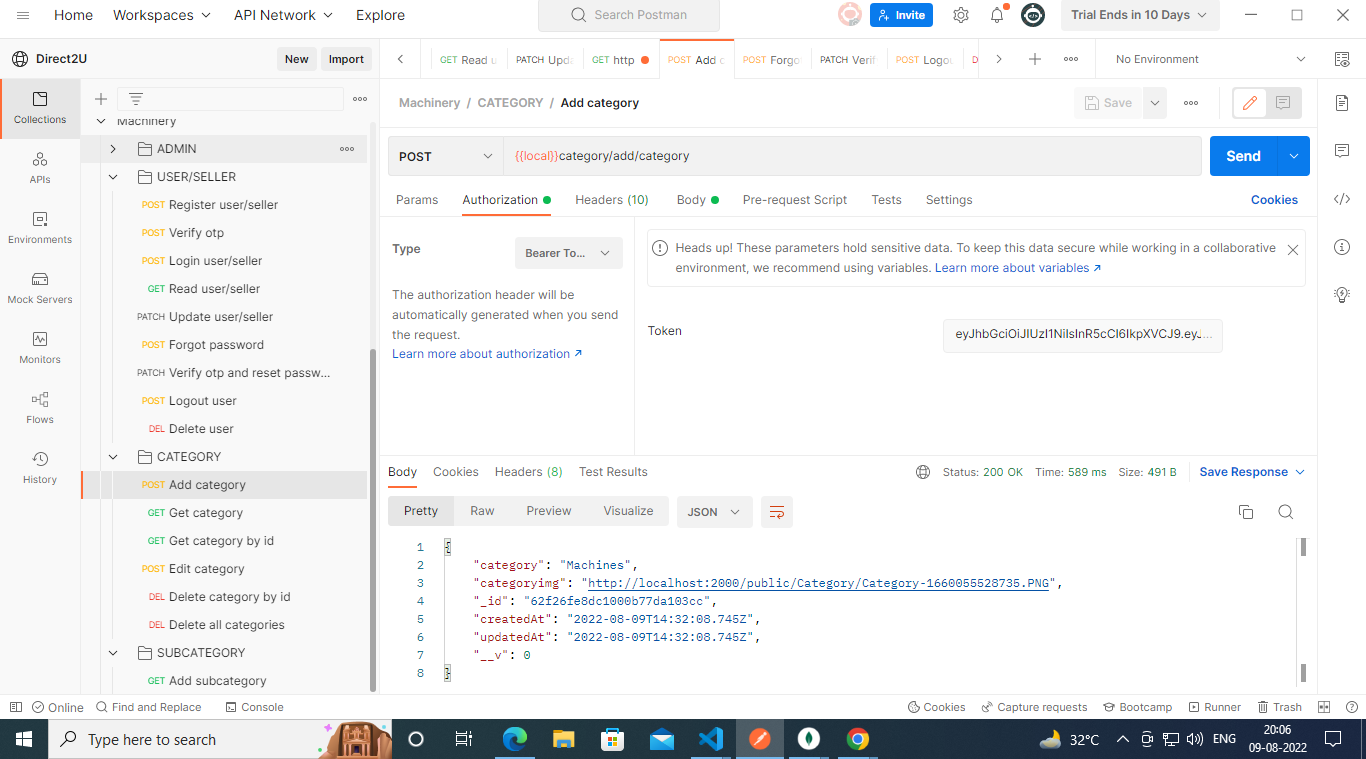 Home Workspaces API Network Explore Search Postman Invite Trial Ends in 10 Days
Direct2U New Import GET Read u PATCH Upda GET http POST Add c POST Forgo PATCH Verif POST Logou D No Environment
Collections
APIs
Environments
Mock Servers
Monitors
Flows
History
Machinery
ADMIN
USER/SELLER
POST Register user/seller
POST Verify otp
POST Login user/seller
GET Read user/seller
PATCH Update user/seller
POST Forgot password
PATCH Verify otp and reset passw...
POST Logout user
DEL Delete user
CATEGORY
POST Add category
GET Get category
GET Get category by id
POST Edit category
DEL Delete category by id
DEL Delete all categories
SUBCATEGORY
GET Add subcategory
Machinery / CATEGORY / Add category Save
POST {{local}}category/add/category Send
Params Authorization Headers (10) Body Pre-request Script Tests Settings Cookies
Type Bearer To...
The authorization header will be
automatically generated when you send
the request.
Learn more about authorization ↗
Heads up! These parameters hold sensitive data. To keep this data secure while working in a collaborative
environment, we recommend using variables. Learn more about variables ↗
Token
Body Cookies Headers (8) Test Results Status: 200 OK Time: 589 ms Size: 491 B Save Response
Pretty Raw Preview Visualize JSON
1 {
2 "category": "Machines",
3 "categoryimg": "http://localhost:2000/public/Category/Category-1660055528735.PNG",
4 "_id": "62f26fe8dc1000b77da103cc",
5 "createdAt": "2022-08-09T14:32:08.745Z",
6 "updatedAt": "2022-08-09T14:32:08.745Z",
7 "__v": 0
8 }
Online Find and Replace Console Cookies Capture requests Bootcamp Runner Trash
Type here to search 32°C ENG 20:06
09-08-2022